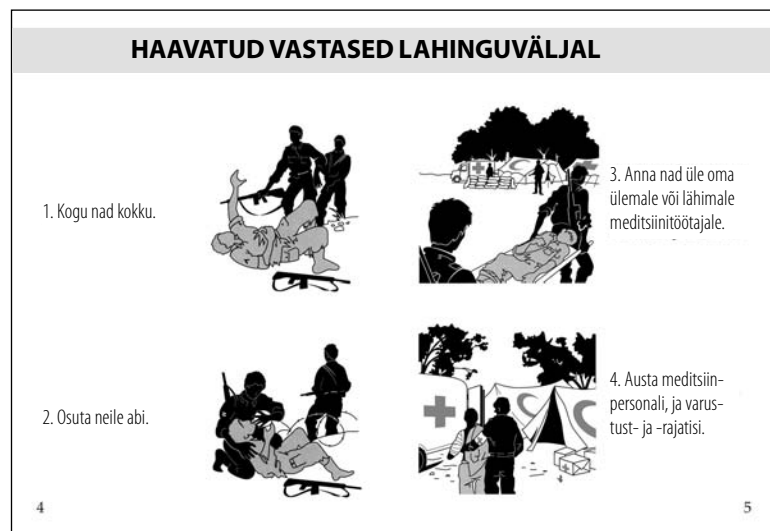 HAAVATUD VASTASED LAHINGUVÄLJAL
1. Kogu nad kokku.
2. Osuta neile abi.
4
3. Anna nad üle oma
ülemale või lähimale
meditsiinitöötajale.
4. Austa meditsiin-
personali, ja varus-
tust- ja -rajatisi.
5